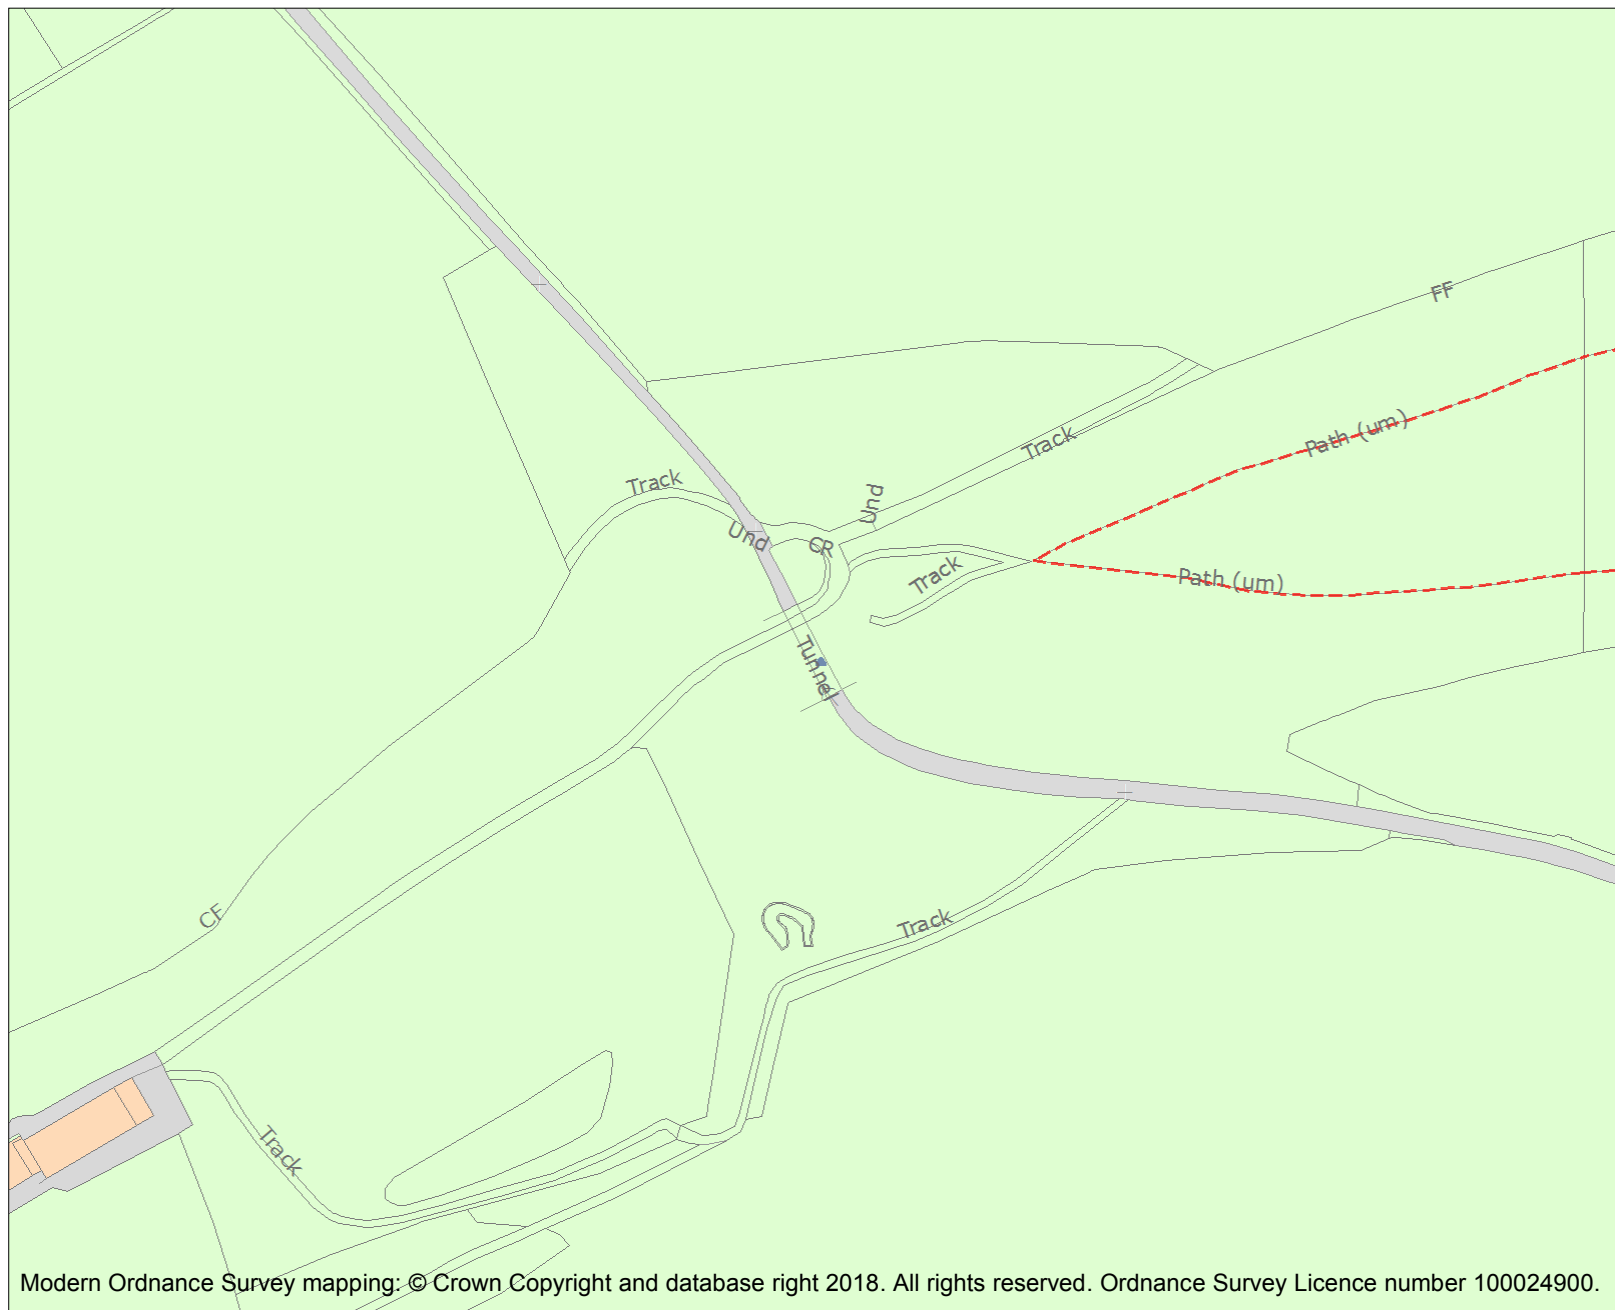 FF
Path (um)
Track
Track
Und
Und
CR
Track
Path (um)
Tunnel
CF
Track
Track
Modern Ordnance Survey mapping: © Crown Copyright and database right 2018. All rights reserved. Ordnance Survey Licence number 100024900.